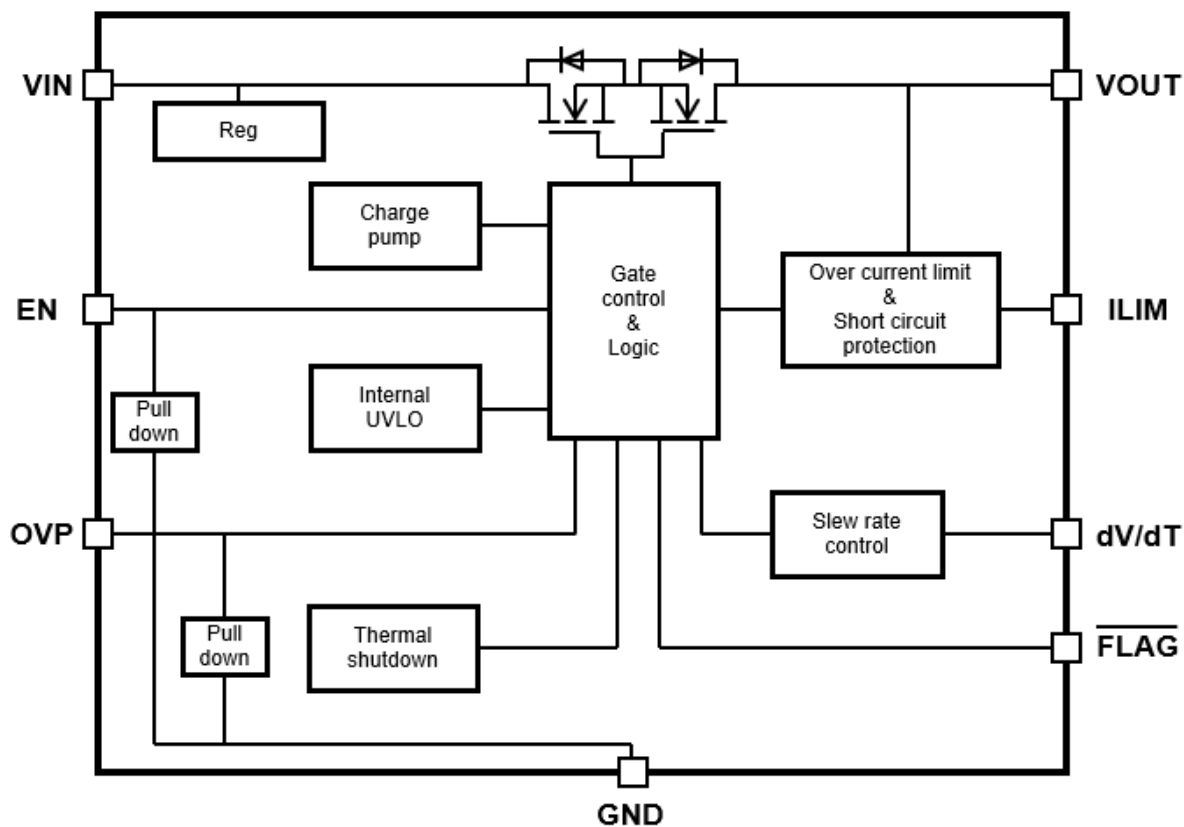 VIN
VOUT
Reg
Charge
pump
Gate
control
&
Logic
Over current limit
&
Short circuit
protection
EN
ILIM
Internal
UVLO
Pull
down
OVP
Slew rate
control
dV/dT
Pull
down
Thermal
shutdown
FLAG
GND